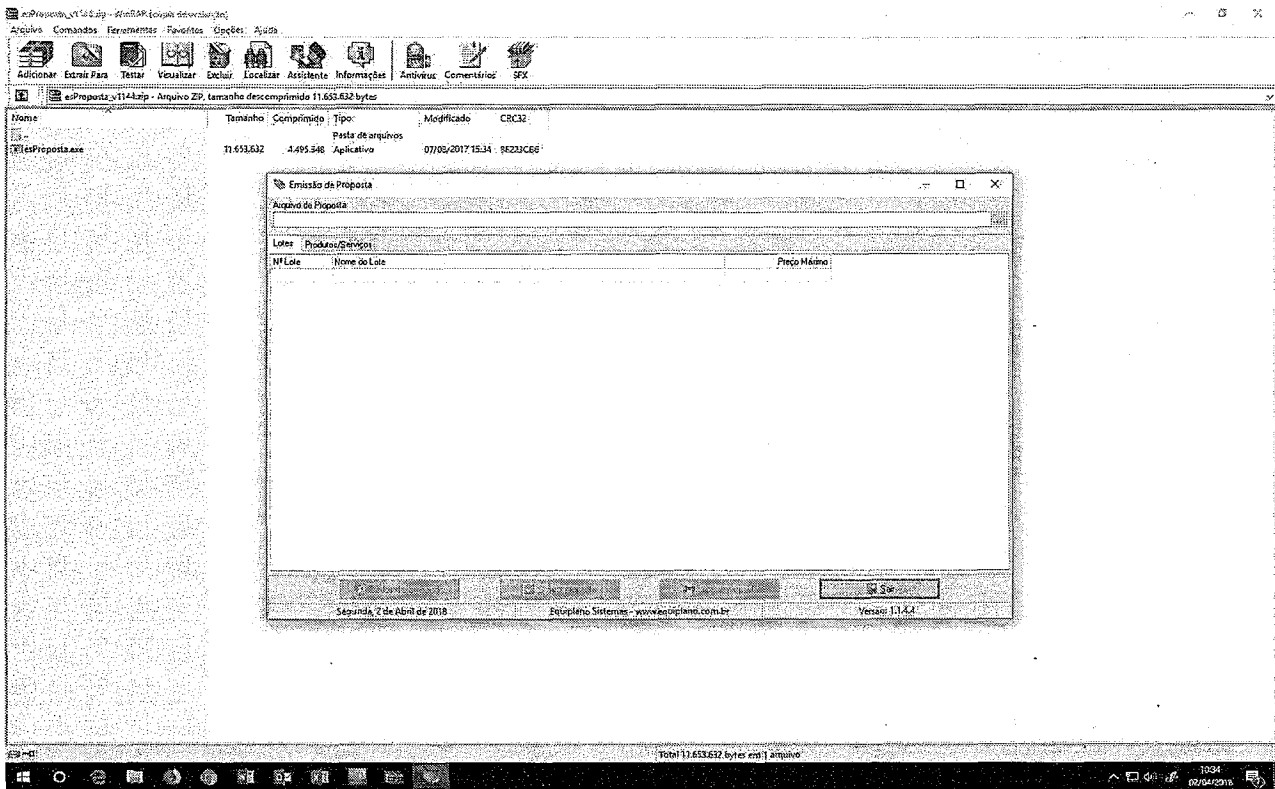 esProposta_v1144.zip - WinRAR
Arquivo Comandos Ferramentas Favoritos Opções Ajuda
Adicionar Extrair Para Testar Visualizar Excluir Localizar Assistente Informações Antivírus Comentários SFX
esProposta_v1144.zip - Arquivo ZIP, tamanho descomprimido 11.653.632 bytes
Nome Tamanho Comprimido Tipo Modificado CRC32
.. Pasta de arquivos
esProposta.exe 11.653.632 4.495.348 Aplicativo 07/08/2017 15:34
Emissão de Proposta
Arquivo de Proposta
Lotes Produtos/Serviços
Nº Lote Nome do Lote Preço Máximo
Sair
Segunda, 2 de Abril de 2018 Equiplano Sistemas - www.equiplano.com.br Versão: 1.1.4.4
Total 11.653.632 bytes em 1 arquivo
10:34
02/04/2018